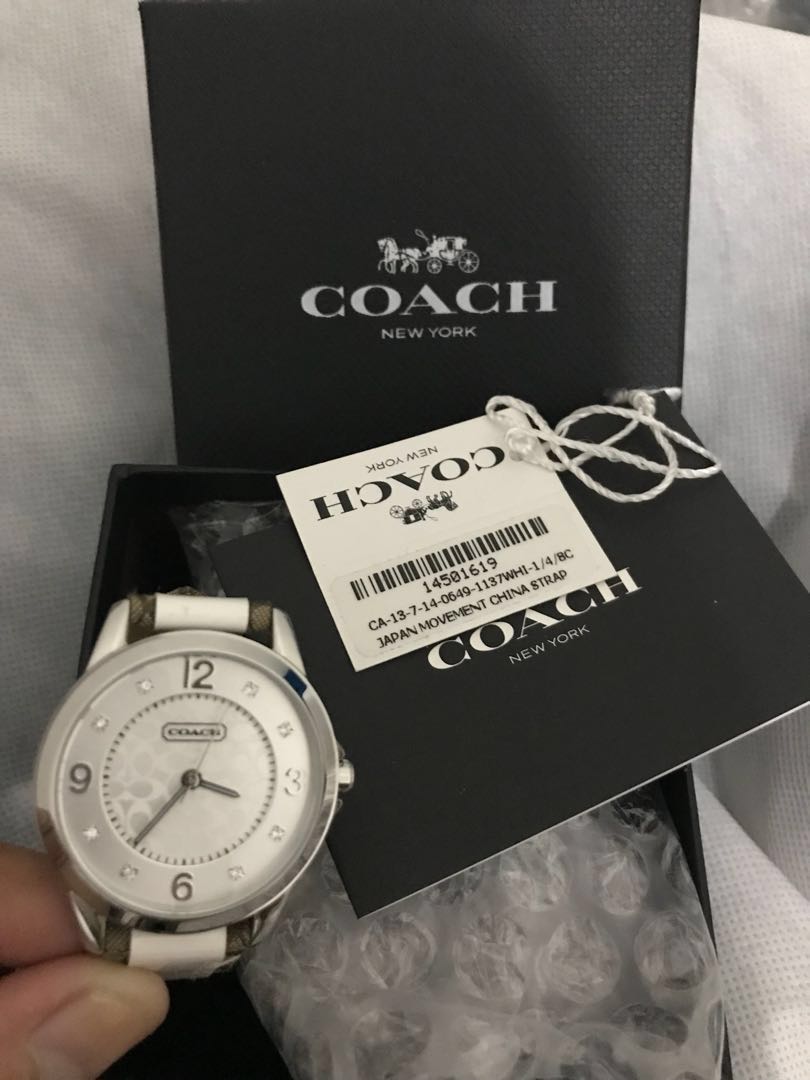 COACH
NEW YORK
COACH
NEW YORK
14501619
CA-13-7-14-0649-1137WHI-1/4/BC
JAPAN MOVEMENT CHINA STRAP
COACH
NEW YORK
12
COACH
9
3
6